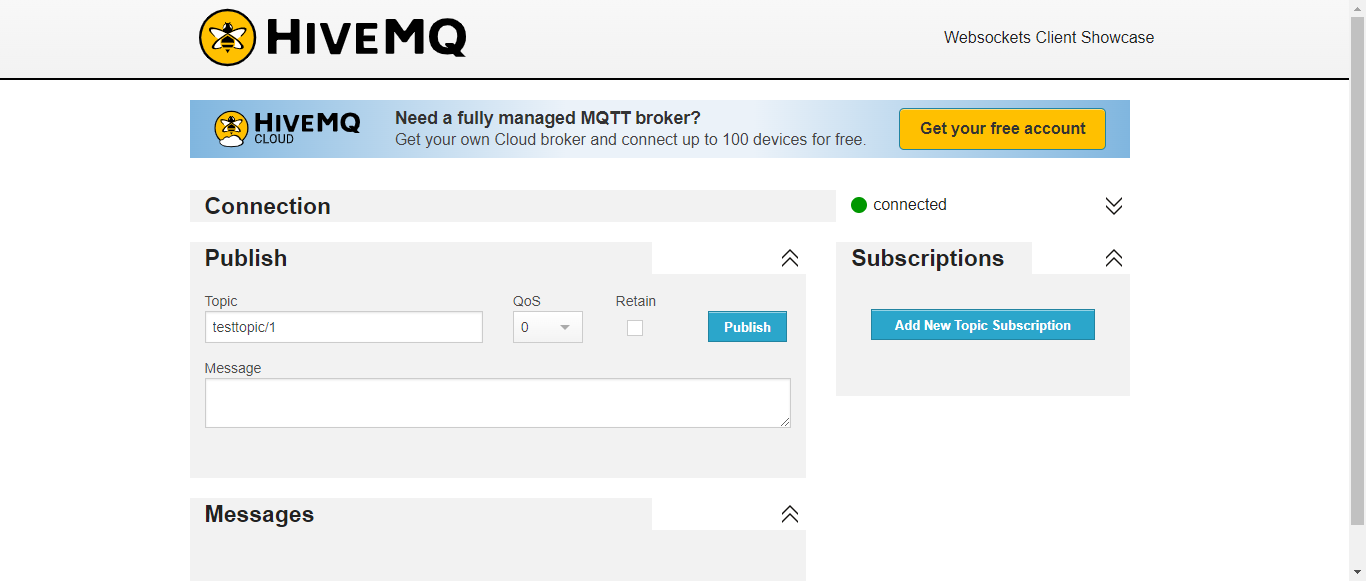 HIVEMQ
Websockets Client Showcase
HIVEMQ
CLOUD
Need a fully managed MQTT broker?
Get your own Cloud broker and connect up to 100 devices for free.
Get your free account
Connection
connected
Publish
Subscriptions
Topic QoS Retain
testtopic/1 0 Publish
Add New Topic Subscription
Message
Messages